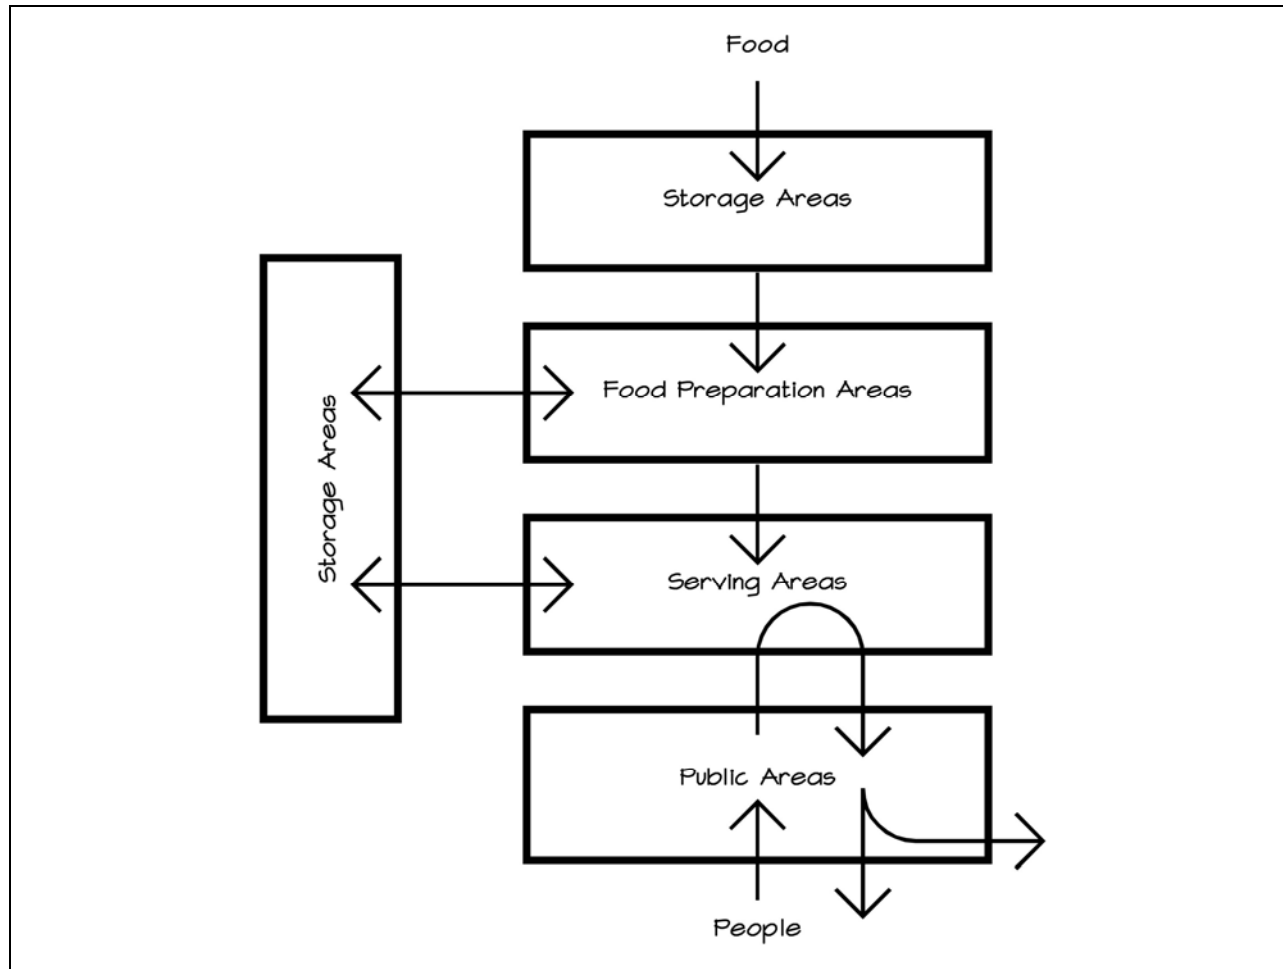 Food
Storage Areas
Food Preparation Areas
Storage Areas
Serving Areas
Public Areas
People